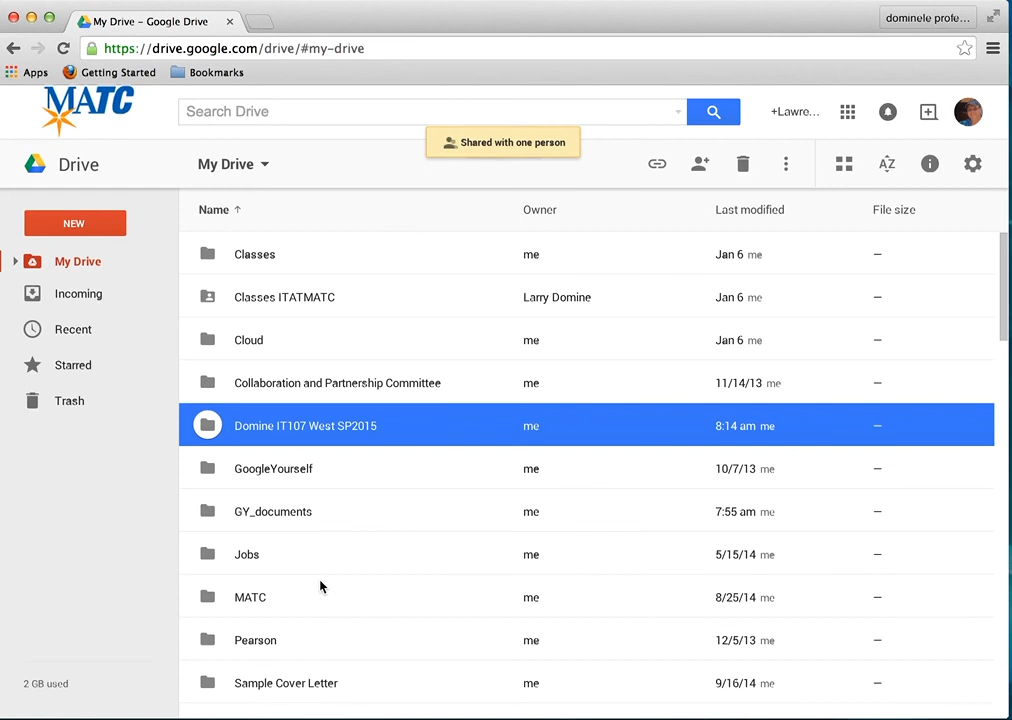 My Drive – Google Drive
dominele profe...
https://drive.google.com/drive/#my-drive
Apps Getting Started Bookmarks
MATC
Search Drive
+Lawre...
Shared with one person
Drive
My Drive
NEW
My Drive
Incoming
Recent
Starred
Trash
2 GB used
Name Owner Last modified File size
Classes me Jan 6 me –
Classes ITATMATC Larry Domine Jan 6 me –
Cloud me Jan 6 me –
Collaboration and Partnership Committee me 11/14/13 me –
Domine IT107 West SP2015 me 8:14 am me –
GoogleYourself me 10/7/13 me –
GY_documents me 7:55 am me –
Jobs me 5/15/14 me –
MATC me 8/25/14 me –
Pearson me 12/5/13 me –
Sample Cover Letter me 9/16/14 me –